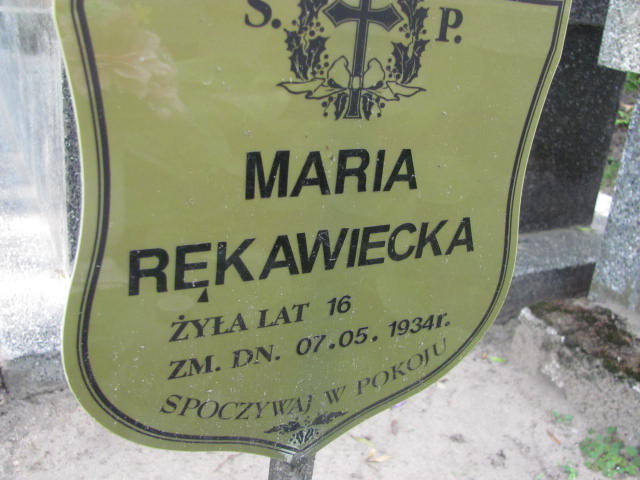 Ś. P.
MARIA
RĘKAWIECKA
ŻYŁA LAT 16
ZM. DN. 07.05.1934r.
SPOCZYWAJ W POKOJU